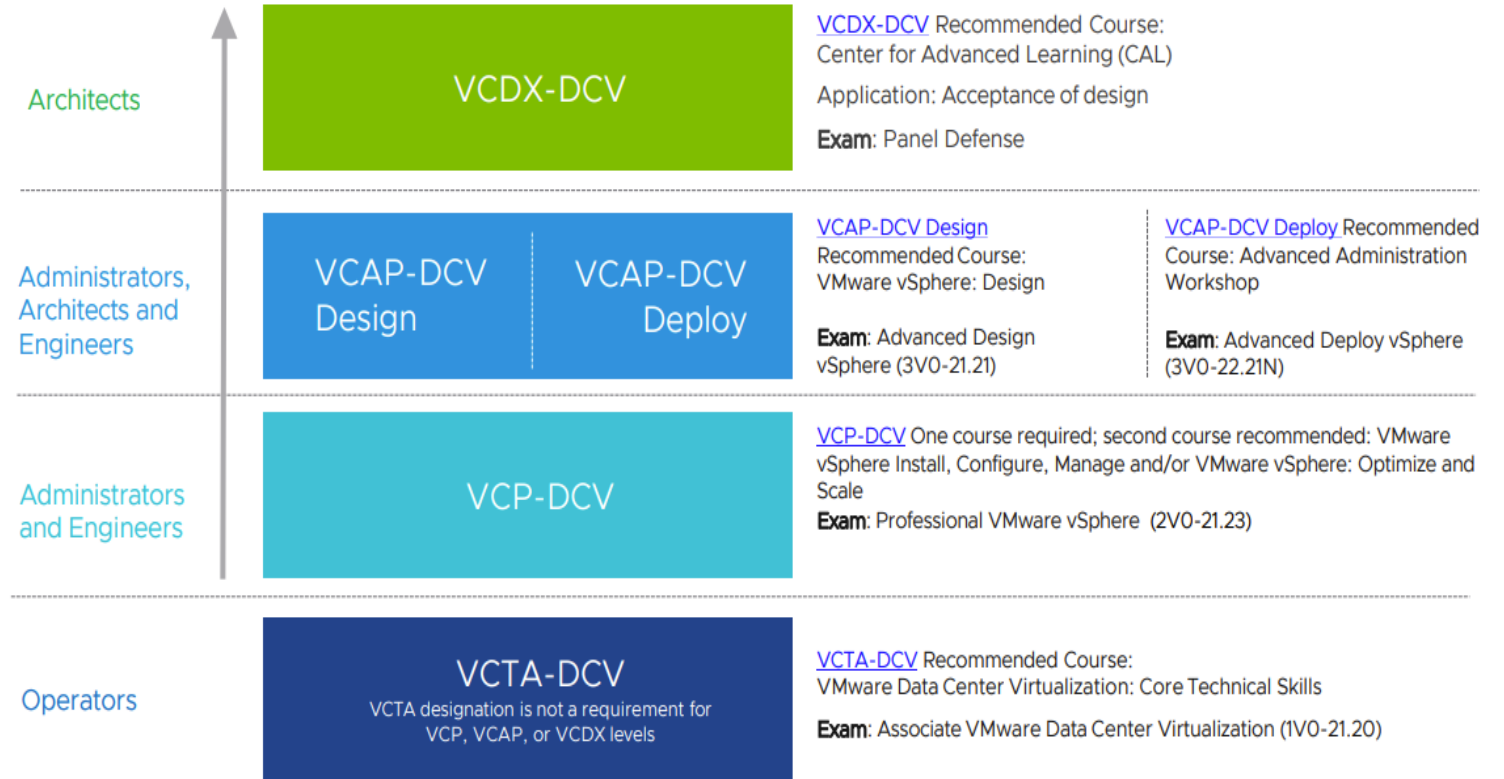 Architects
VCDX-DCV
VCDX-DCV Recommended Course:
Center for Advanced Learning (CAL)
Application: Acceptance of design
Exam: Panel Defense
Administrators,
Architects and
Engineers
VCAP-DCV
Design
VCAP-DCV
Deploy
VCAP-DCV Design
Recommended Course:
VMware vSphere: Design
Exam: Advanced Design
vSphere (3V0-21.21)
VCAP-DCV Deploy Recommended
Course: Advanced Administration
Workshop
Exam: Advanced Deploy vSphere
(3V0-22.21N)
Administrators
and Engineers
VCP-DCV
VCP-DCV One course required; second course recommended: VMware
vSphere Install, Configure, Manage and/or VMware vSphere: Optimize and
Scale
Exam: Professional VMware vSphere (2V0-21.23)
Operators
VCTA-DCV
VCTA designation is not a requirement for
VCP, VCAP, or VCDX levels
VCTA-DCV Recommended Course:
VMware Data Center Virtualization: Core Technical Skills
Exam: Associate VMware Data Center Virtualization (1V0-21.20)